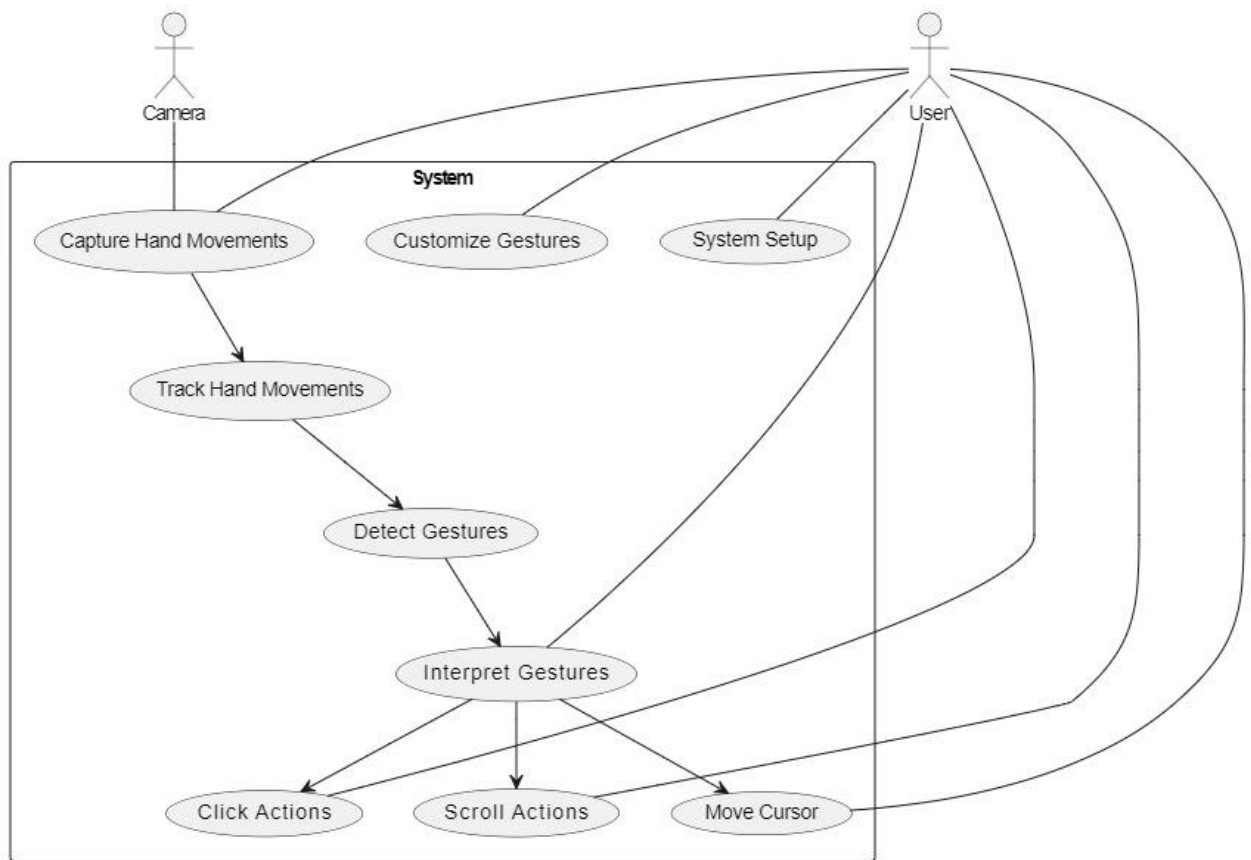 Camera
User
System
Capture Hand Movements
Customize Gestures
System Setup
Track Hand Movements
Detect Gestures
Interpret Gestures
Click Actions
Scroll Actions
Move Cursor